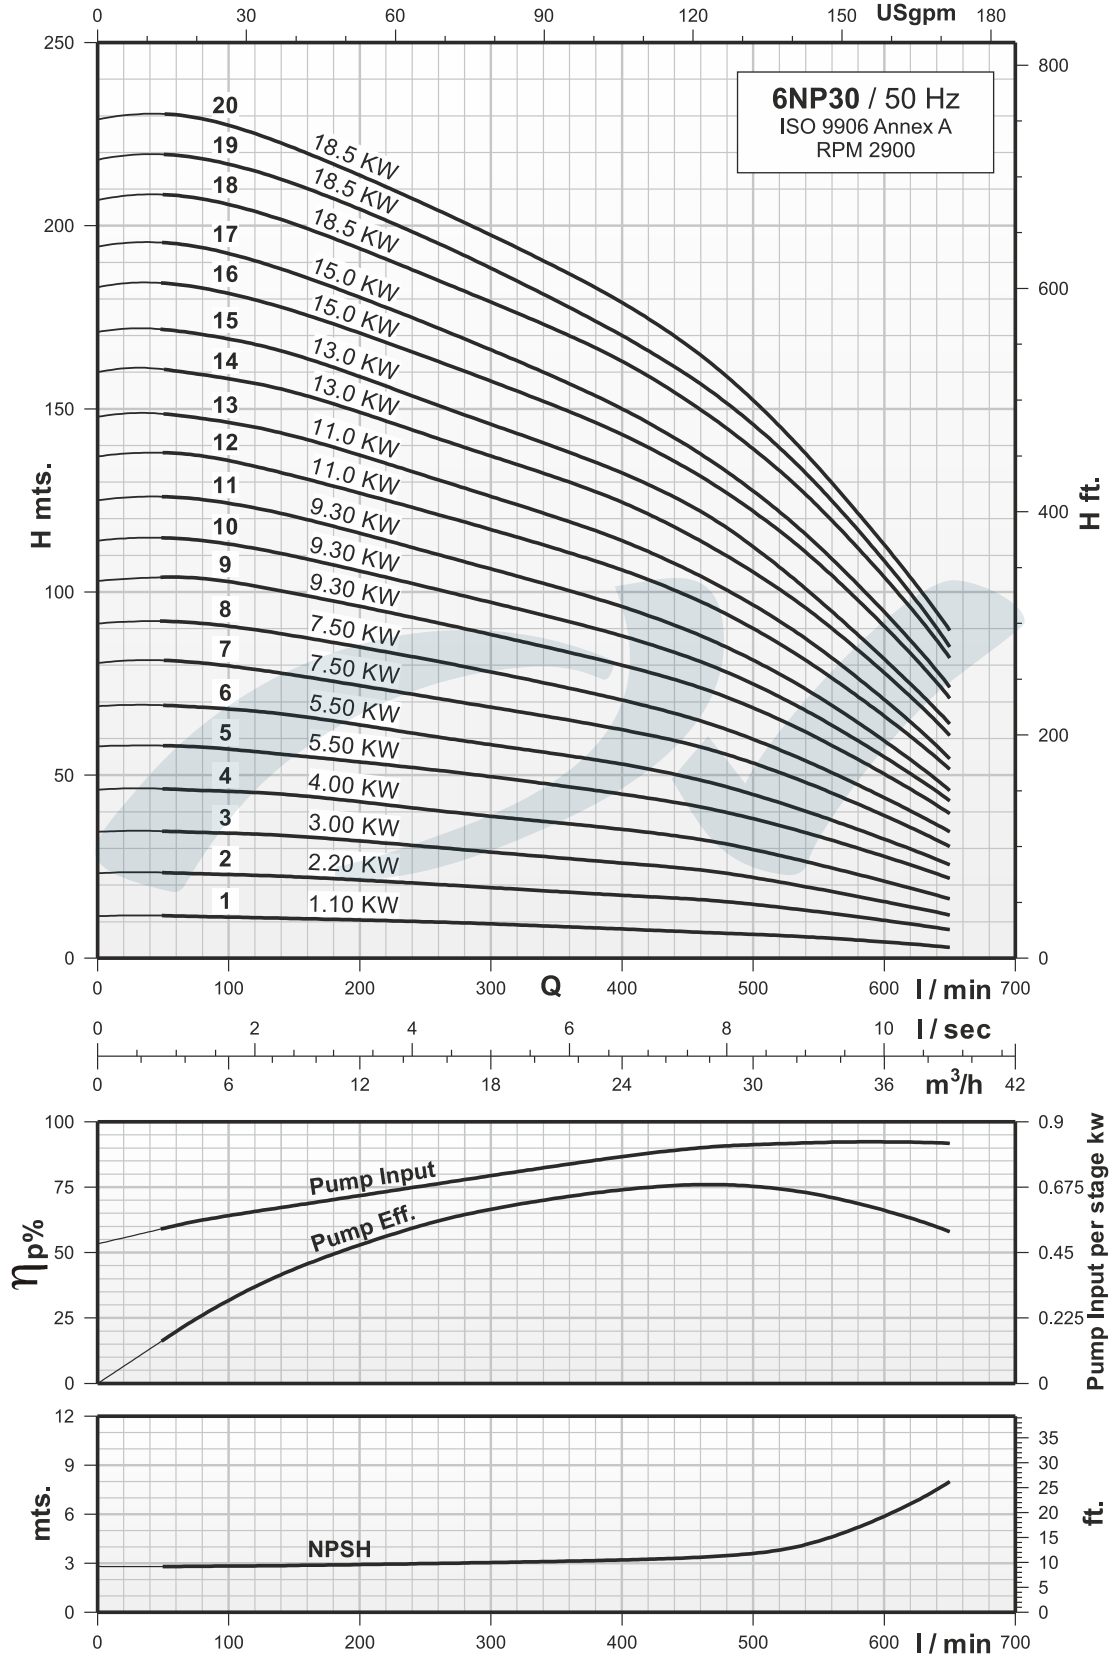 0 30 60 90 120 150 USgpm 180
250
200
150
100
50
0
H mts.
800
600
400
200
0
H ft.
6NP30 / 50 Hz
ISO 9906 Annex A
RPM 2900
20 18.5 KW
19 18.5 KW
18 18.5 KW
17 15.0 KW
16 15.0 KW
15 13.0 KW
14 13.0 KW
13 11.0 KW
12 11.0 KW
11 9.30 KW
10 9.30 KW
9 9.30 KW
8 7.50 KW
7 7.50 KW
6 5.50 KW
5 5.50 KW
4 4.00 KW
3 3.00 KW
2 2.20 KW
1 1.10 KW
0 100 200 300 Q 400 500 600 l / min 700
0 2 4 6 8 10 l / sec
0 6 12 18 24 30 36 m³/h 42
100
75
50
25
0
ηp%
0.9
0.675
0.45
0.225
0
Pump Input per stage kw
Pump Input
Pump Eff.
12
9
6
3
0
mts.
35
30
25
20
15
10
5
0
ft.
NPSH
0 100 200 300 400 500 600 l / min 700